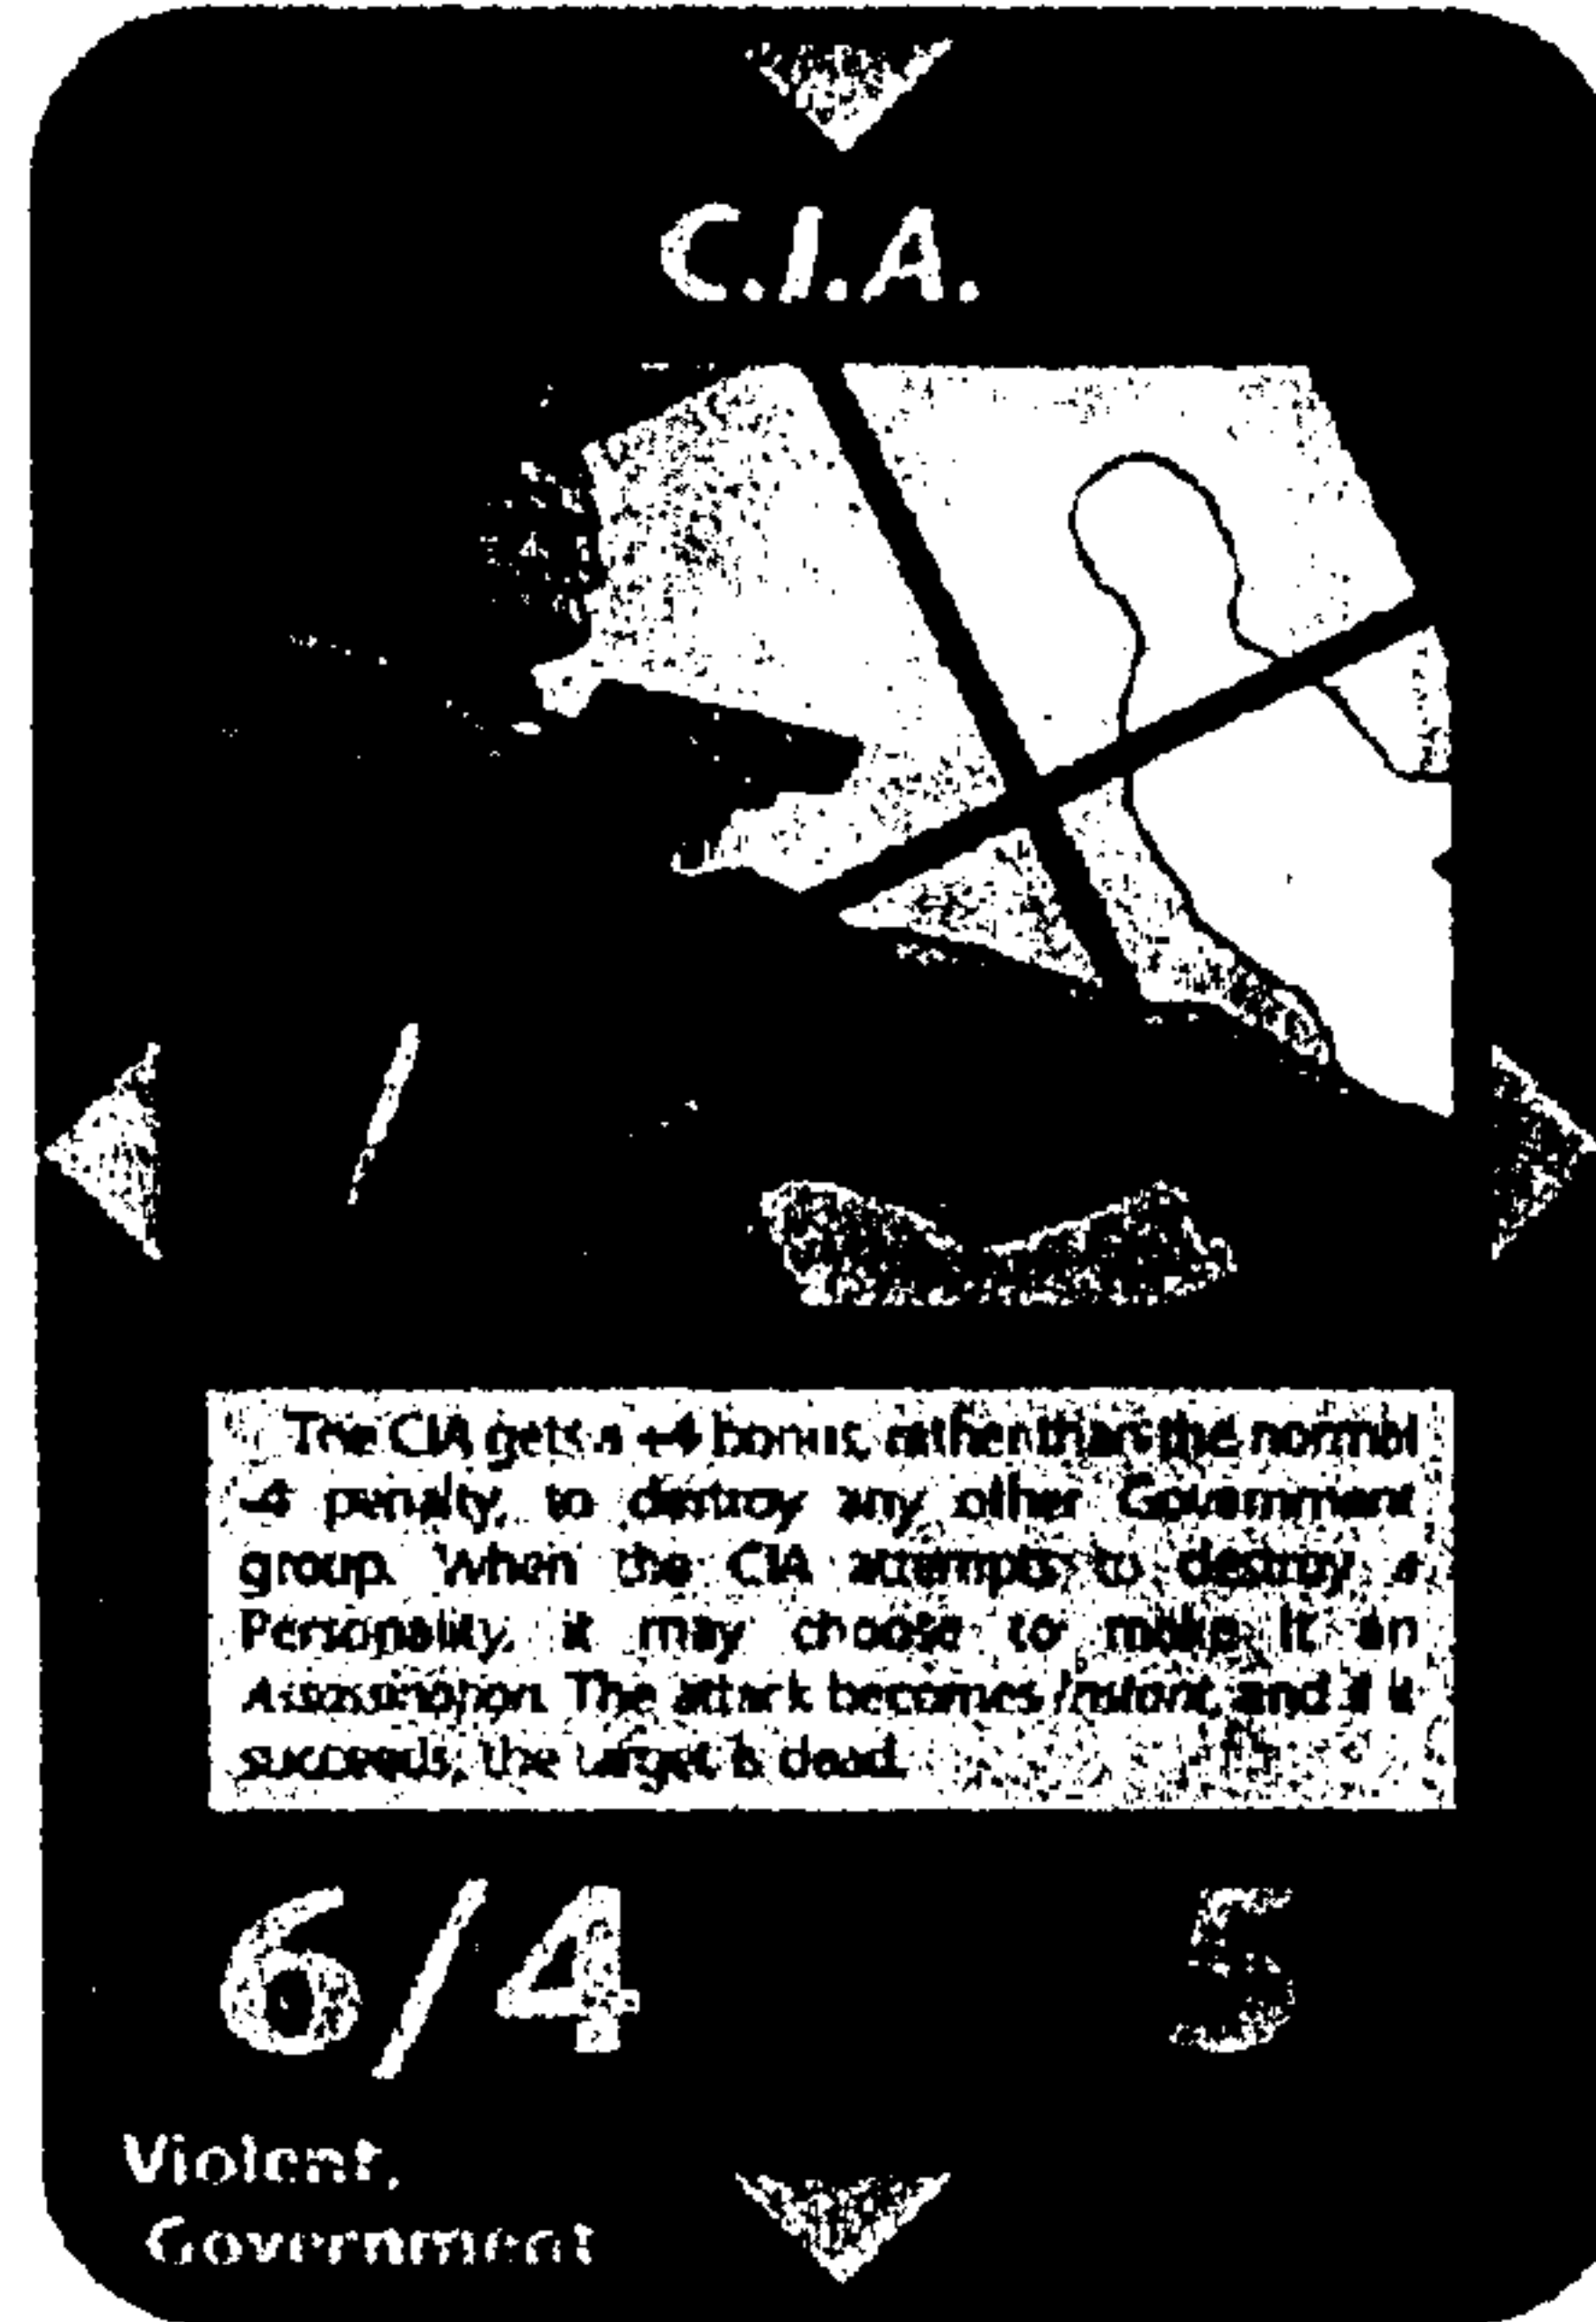 C.I.A.
The CIA gets a +4 bonus, rather than the normal
-4 penalty, to destroy any other Government
group. When the CIA attempts to destroy a
Personality, it may choose to make it an
Assassination. The attack becomes Instant, and if it
succeeds, the target is dead.
6/4 5
Violent,
Government